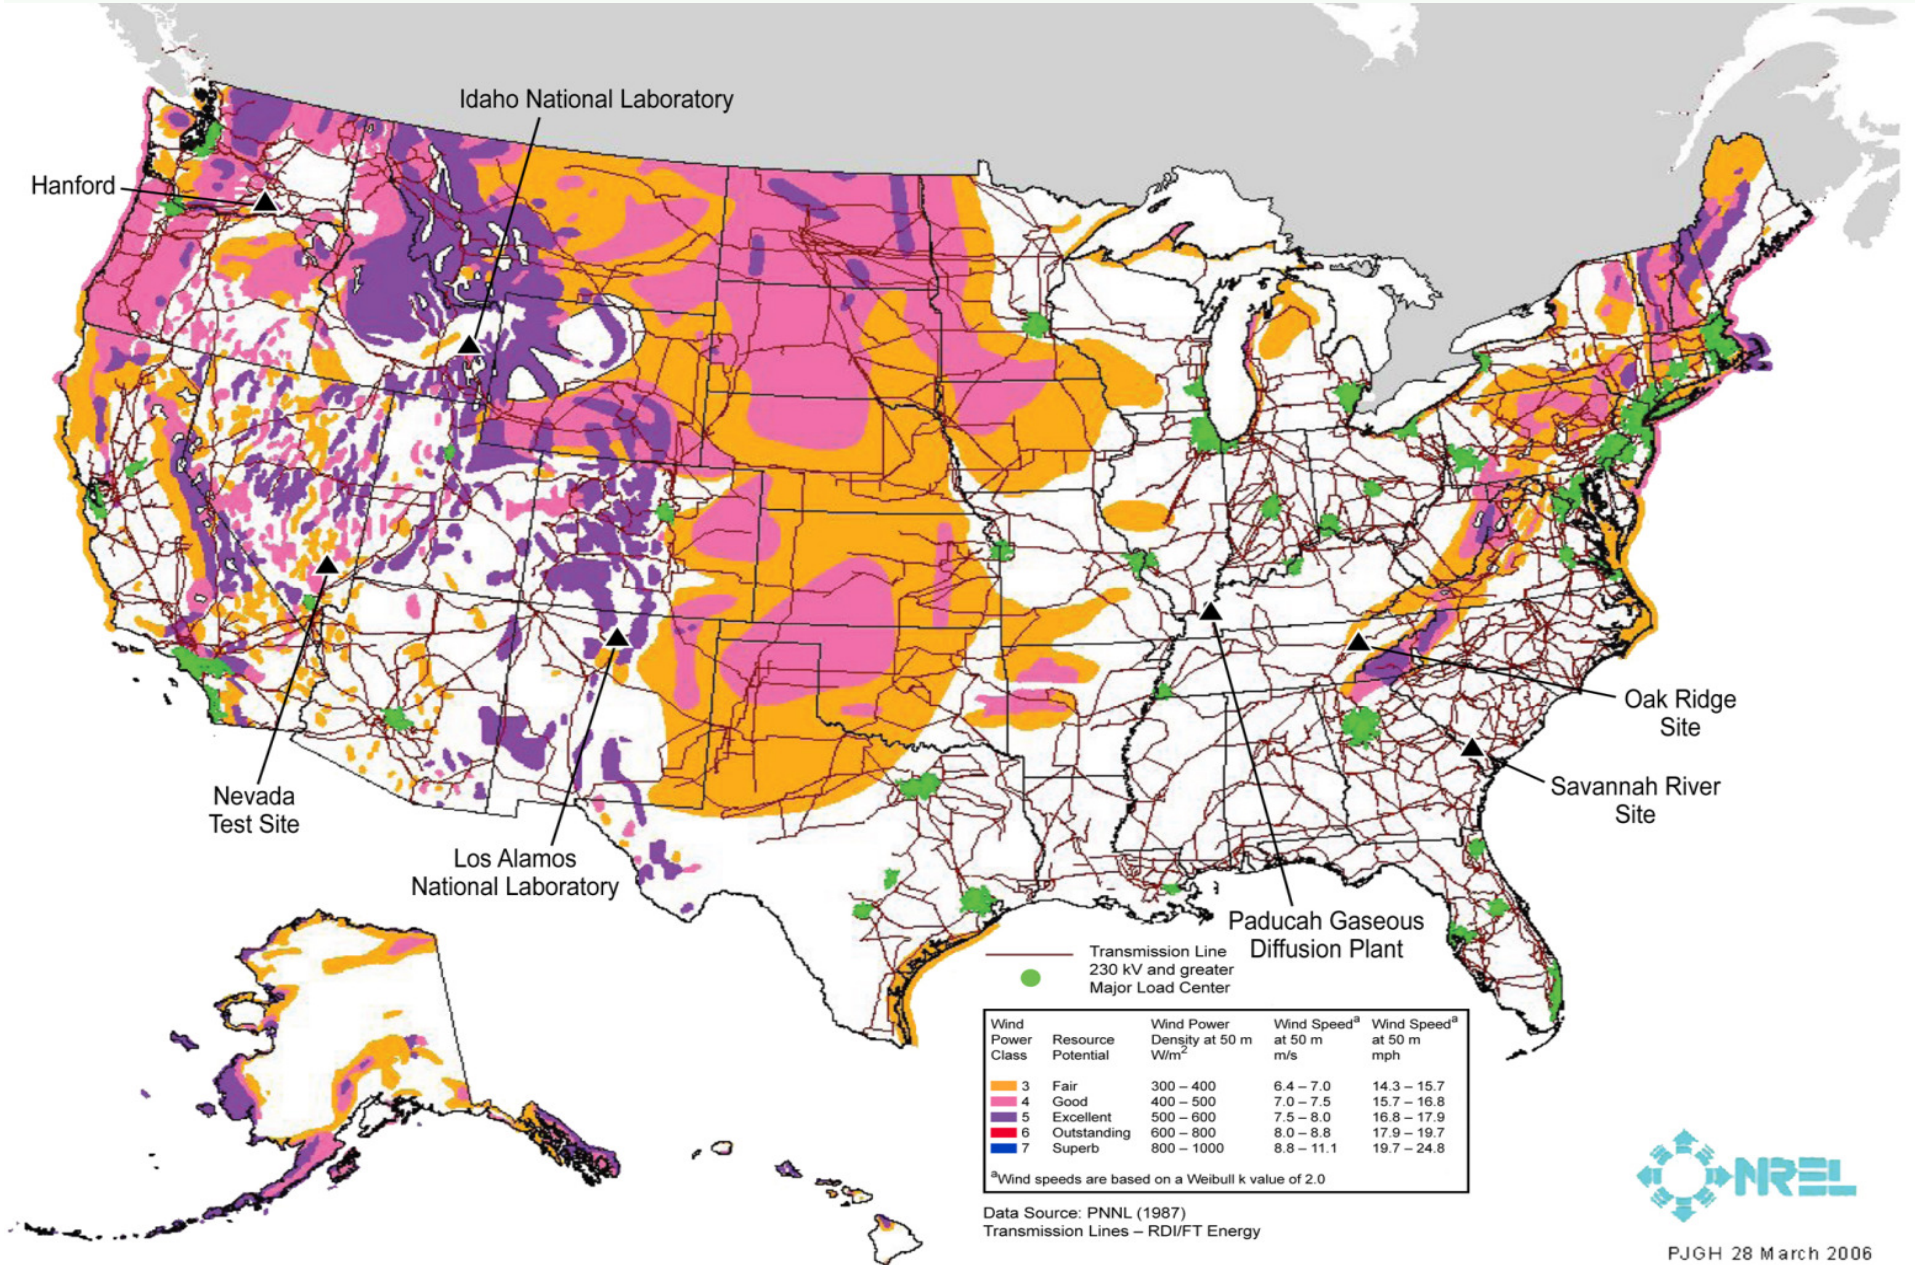 Idaho National Laboratory
Hanford
Oak Ridge
Site
Savannah River
Site
Nevada
Test Site
Los Alamos
National Laboratory
Paducah Gaseous
Diffusion Plant
Transmission Line
230 kV and greater
Major Load Center
Wind Power Class Resource Potential Wind Power Density at 50 m W/m² Wind Speedᵃ at 50 m m/s Wind Speedᵃ at 50 m mph
3 Fair 300 – 400 6.4 – 7.0 14.3 – 15.7
4 Good 400 – 500 7.0 – 7.5 15.7 – 16.8
5 Excellent 500 – 600 7.5 – 8.0 16.8 – 17.9
6 Outstanding 600 – 800 8.0 – 8.8 17.9 – 19.7
7 Superb 800 – 1000 8.8 – 11.1 19.7 – 24.8
ᵃWind speeds are based on a Weibull k value of 2.0
Data Source: PNNL (1987)
Transmission Lines – RDI/FT Energy
NREL
PJGH 28 March 2006